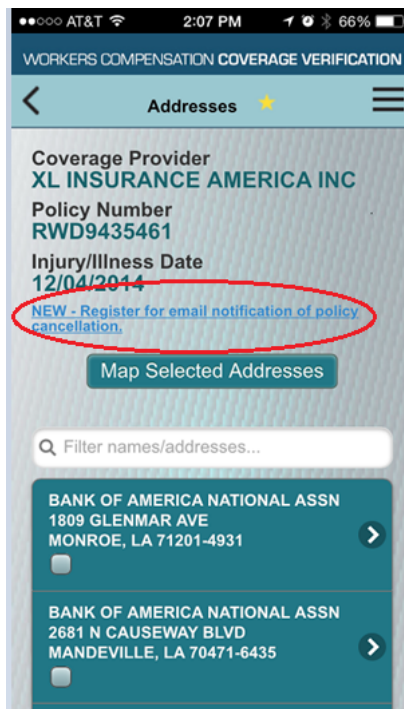 AT&T 2:07 PM 66%
WORKERS COMPENSATION COVERAGE VERIFICATION
Addresses
Coverage Provider
XL INSURANCE AMERICA INC
Policy Number
RWD9435461
Injury/Illness Date
12/04/2014
NEW - Register for email notification of policy
cancellation.
Map Selected Addresses
Filter names/addresses...
BANK OF AMERICA NATIONAL ASSN
1809 GLENMAR AVE
MONROE, LA 71201-4931
BANK OF AMERICA NATIONAL ASSN
2681 N CAUSEWAY BLVD
MANDEVILLE, LA 70471-6435